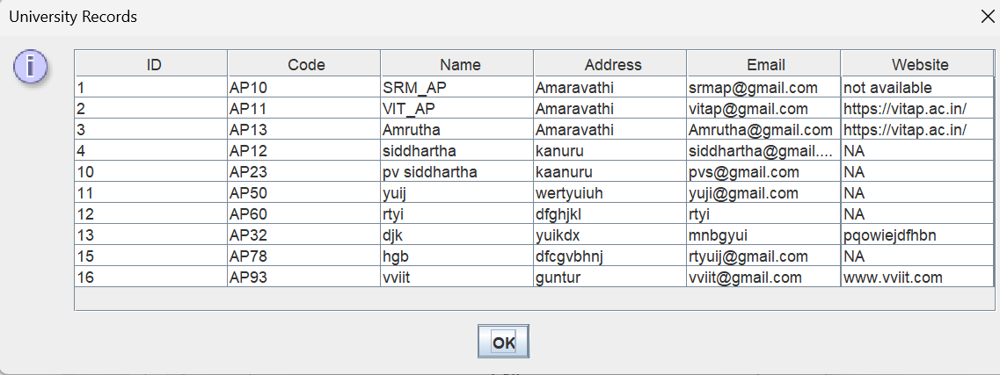 University Records
ID Code Name Address Email Website
1 AP10 SRM_AP Amaravathi srmap@gmail.com not available
2 AP11 VIT_AP Amaravathi vitap@gmail.com https://vitap.ac.in/
3 AP13 Amrutha Amaravathi Amrutha@gmail.com https://vitap.ac.in/
4 AP12 siddhartha kanuru siddhartha@gmail.... NA
10 AP23 pv siddhartha kaanuru pvs@gmail.com NA
11 AP50 yuij wertyuiuh yuji@gmail.com NA
12 AP60 rtyi dfghjkl rtyi NA
13 AP32 djk yuikdx mnbgyui pqowiejdfhbn
15 AP78 hgb dfcgvbhnj rtyuij@gmail.com NA
16 AP93 vviit guntur vviit@gmail.com www.vviit.com
OK